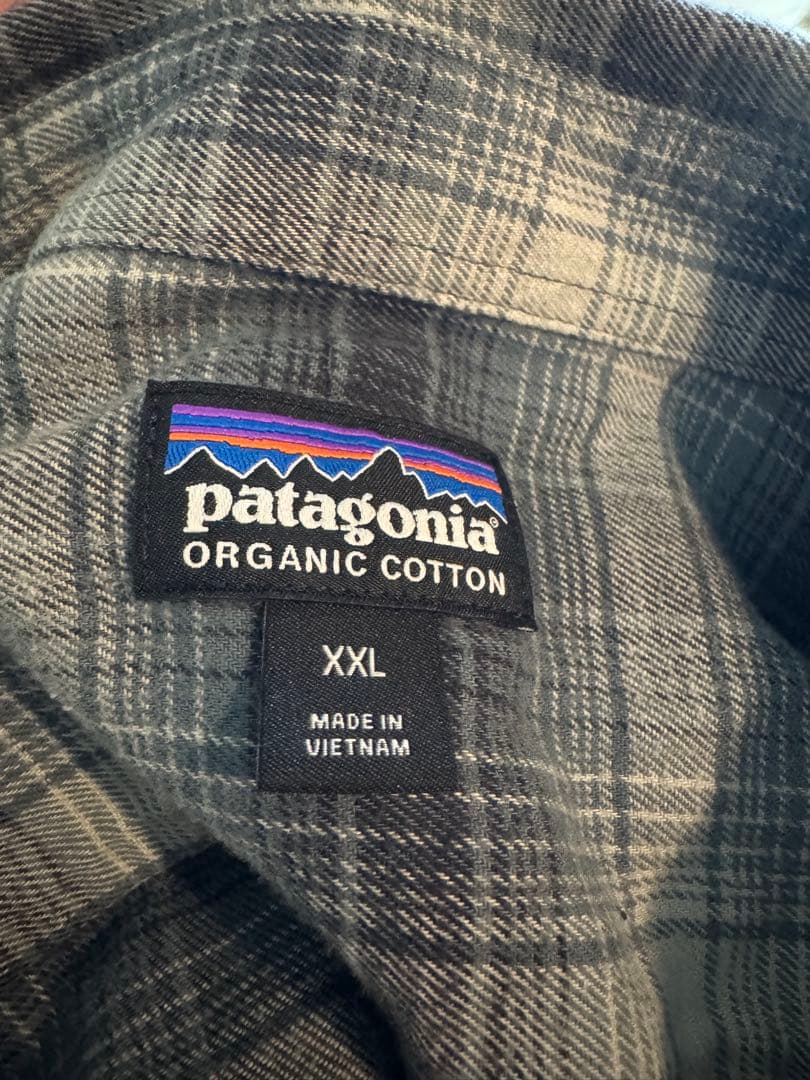 patagonia®
ORGANIC COTTON
XXL
MADE IN
VIETNAM